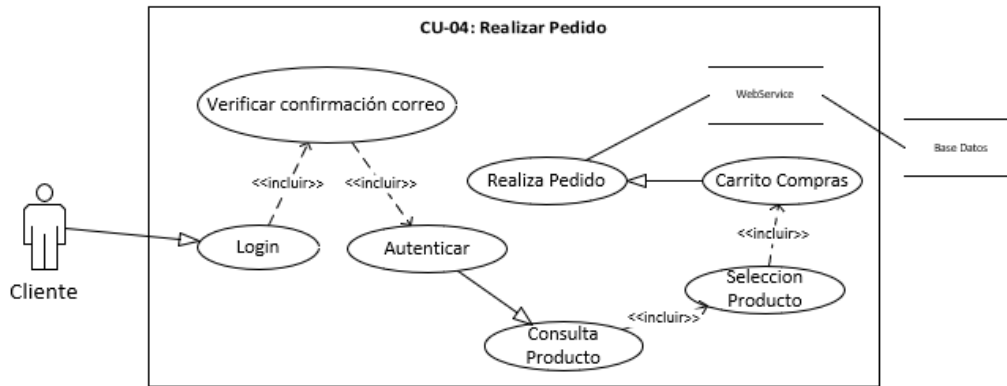 CU-04: Realizar Pedido
WebService
Verificar confirmación correo
Base Datos
Realiza Pedido
Carrito Compras
<<incluir>>
<<incluir>>
<<incluir>>
Login
Autenticar
Seleccion
Producto
Cliente
<<incluir>>
Consulta
Producto